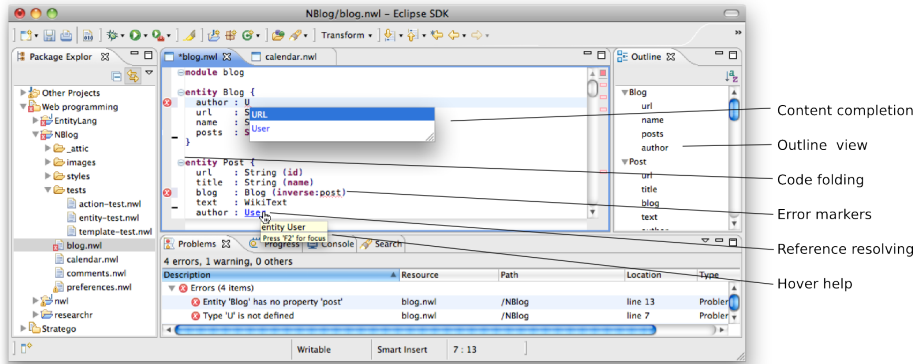 NBlog/blog.nwl - Eclipse SDK
Transform
Package Explor
*blog.nwl
calendar.nwl
Outline
Other Projects
Web programming
EntityLang
NBlog
_attic
images
styles
tests
action-test.nwl
entity-test.nwl
template-test.nwl
blog.nwl
calendar.nwl
comments.nwl
preferences.nwl
nwl
researchr
Stratego
module blog
entity Blog {
author : U
url : S
name : S
posts : S
}
URL
User
entity Post {
url : String (id)
title : String (name)
blog : Blog (inverse:post)
text : WikiText
author : User
entity User
Press 'F2' for focus
Blog
url
name
posts
author
Post
url
title
blog
text
author
Content completion
Outline view
Code folding
Error markers
Reference resolving
Hover help
Problems
Progress
Console
Search
4 errors, 1 warning, 0 others
Description Resource Path Location Type
Errors (4 items)
Entity 'Blog' has no property 'post' blog.nwl /NBlog line 13 Probler
Type 'U' is not defined blog.nwl /NBlog line 7 Probler
Writable Smart Insert 7 : 13